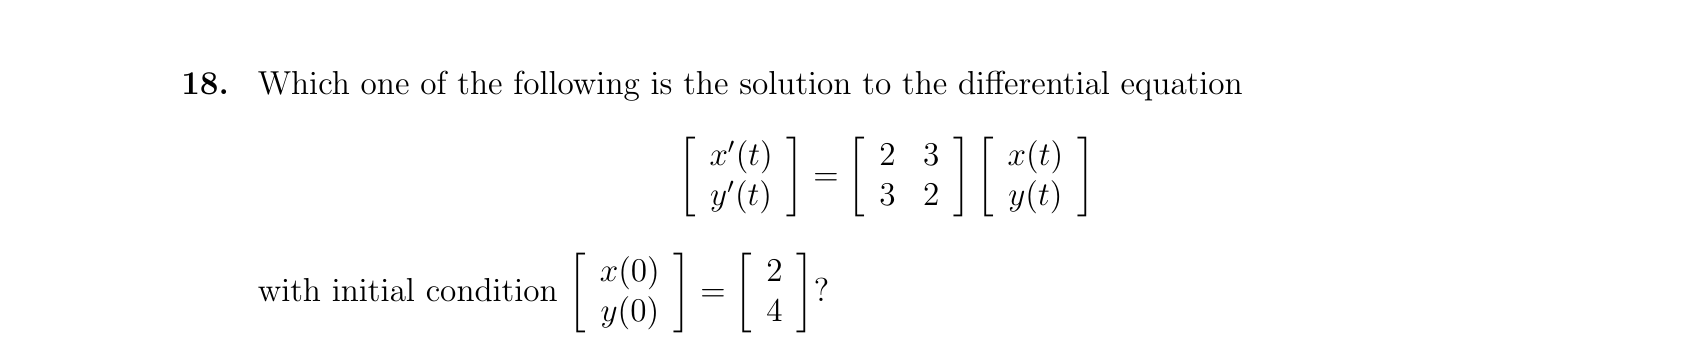 18. Which one of the following is the solution to the differential equation
[ x′(t) ] = [ 2 3 ] [ x(t) ]
[ y′(t) ]   [ 3 2 ] [ y(t) ]
with initial condition [ x(0) ] = [ 2 ] ?
[ y(0) ]   [ 4 ]